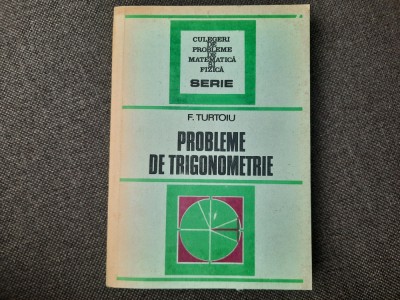 CULEGERI
DE
PROBLEME
DE
MATEMATICĂ
ȘI
FIZICĂ
SERIE
F. TURTOIU
PROBLEME
DE TRIGONOMETRIE